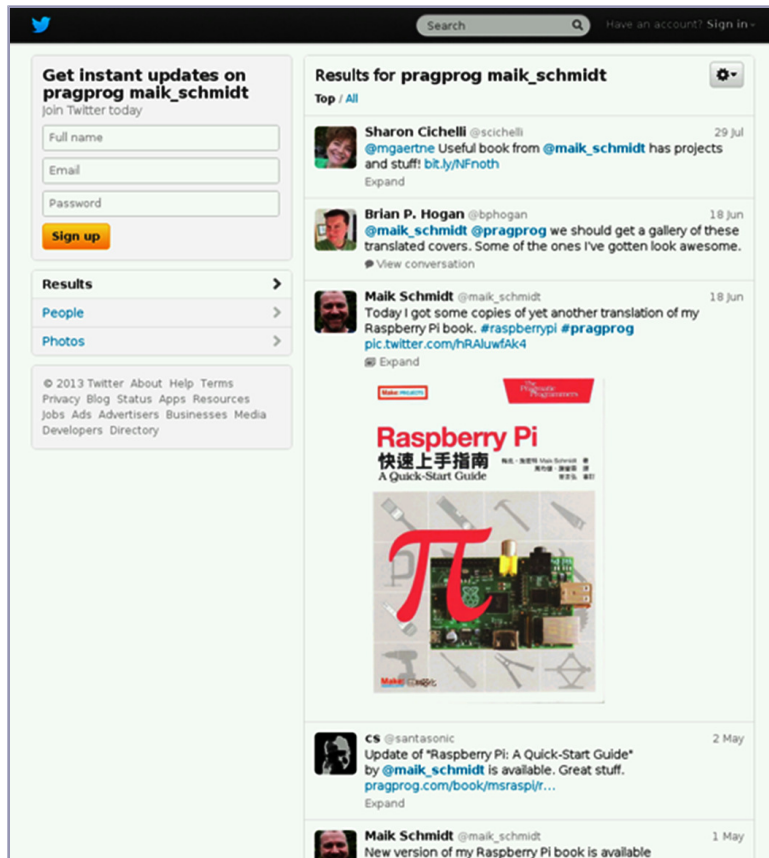 Search
Have an account? Sign in
Get instant updates on
pragprog maik_schmidt
Join Twitter today
Full name
Email
Password
Sign up
Results
People
Photos
© 2013 Twitter About Help Terms
Privacy Blog Status Apps Resources
Jobs Ads Advertisers Businesses Media
Developers Directory
Results for pragprog maik_schmidt
Top / All
Sharon Cichelli @scichelli 29 Jul
@mgaertne Useful book from @maik_schmidt has projects
and stuff! bit.ly/NFnoth
Expand
Brian P. Hogan @bphogan 18 Jun
@maik_schmidt @pragprog we should get a gallery of these
translated covers. Some of the ones I've gotten look awesome.
View conversation
Maik Schmidt @maik_schmidt 18 Jun
Today I got some copies of yet another translation of my
Raspberry Pi book. #raspberrypi #pragprog
pic.twitter.com/hRAluwfAk4
Expand
Make: PROJECTS
The
Pragmatic
Programmers
Raspberry Pi
快速上手指南
Maik Schmidt 著
A Quick-Start Guide
π
Make:
cs @santasonic 2 May
Update of "Raspberry Pi: A Quick-Start Guide"
by @maik_schmidt is available. Great stuff.
pragprog.com/book/msraspi/r…
Expand
Maik Schmidt @maik_schmidt 1 May
New version of my Raspberry Pi book is available